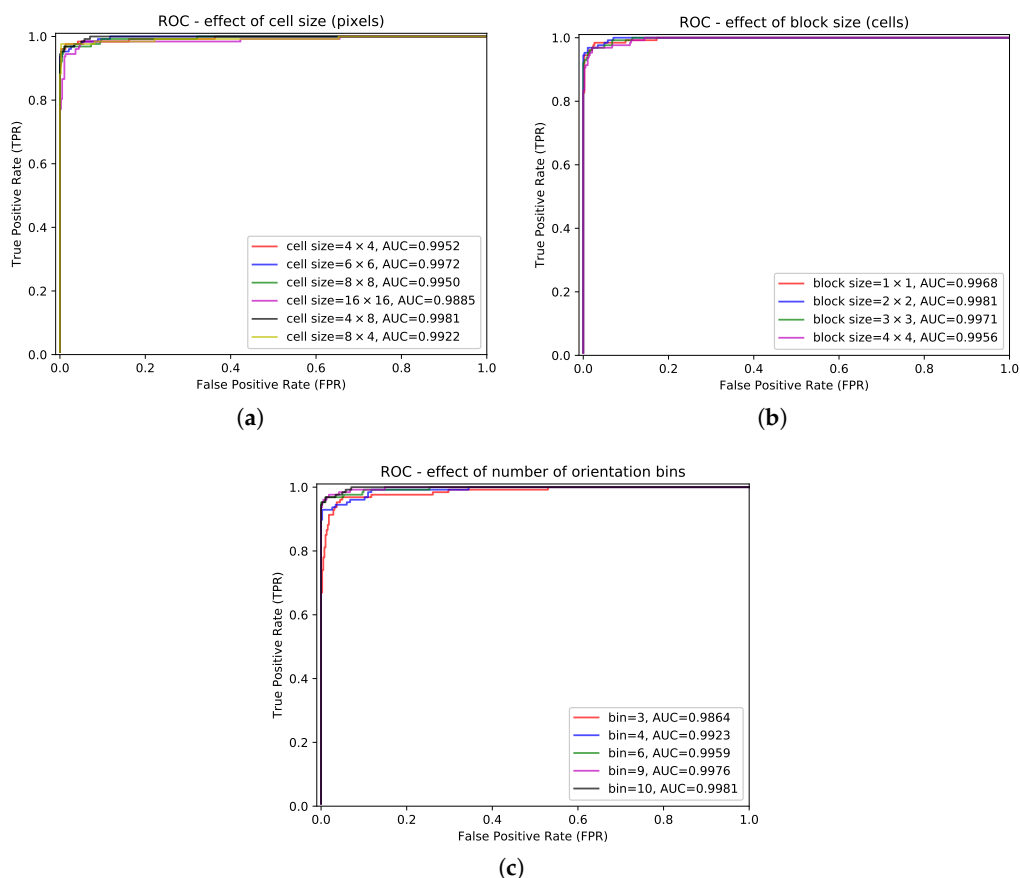 ROC - effect of cell size (pixels)
1.0
0.8
0.6
0.4
0.2
0.0
True Positive Rate (TPR)
cell size=4 × 4, AUC=0.9952
cell size=6 × 6, AUC=0.9972
cell size=8 × 8, AUC=0.9950
cell size=16 × 16, AUC=0.9885
cell size=4 × 8, AUC=0.9981
cell size=8 × 4, AUC=0.9922
0.0 0.2 0.4 0.6 0.8 1.0
False Positive Rate (FPR)
(a)
ROC - effect of block size (cells)
1.0
0.8
0.6
0.4
0.2
0.0
True Positive Rate (TPR)
block size=1 × 1, AUC=0.9968
block size=2 × 2, AUC=0.9981
block size=3 × 3, AUC=0.9971
block size=4 × 4, AUC=0.9956
0.0 0.2 0.4 0.6 0.8 1.0
False Positive Rate (FPR)
(b)
ROC - effect of number of orientation bins
1.0
0.8
0.6
0.4
0.2
0.0
True Positive Rate (TPR)
bin=3, AUC=0.9864
bin=4, AUC=0.9923
bin=6, AUC=0.9959
bin=9, AUC=0.9976
bin=10, AUC=0.9981
0.0 0.2 0.4 0.6 0.8 1.0
False Positive Rate (FPR)
(c)